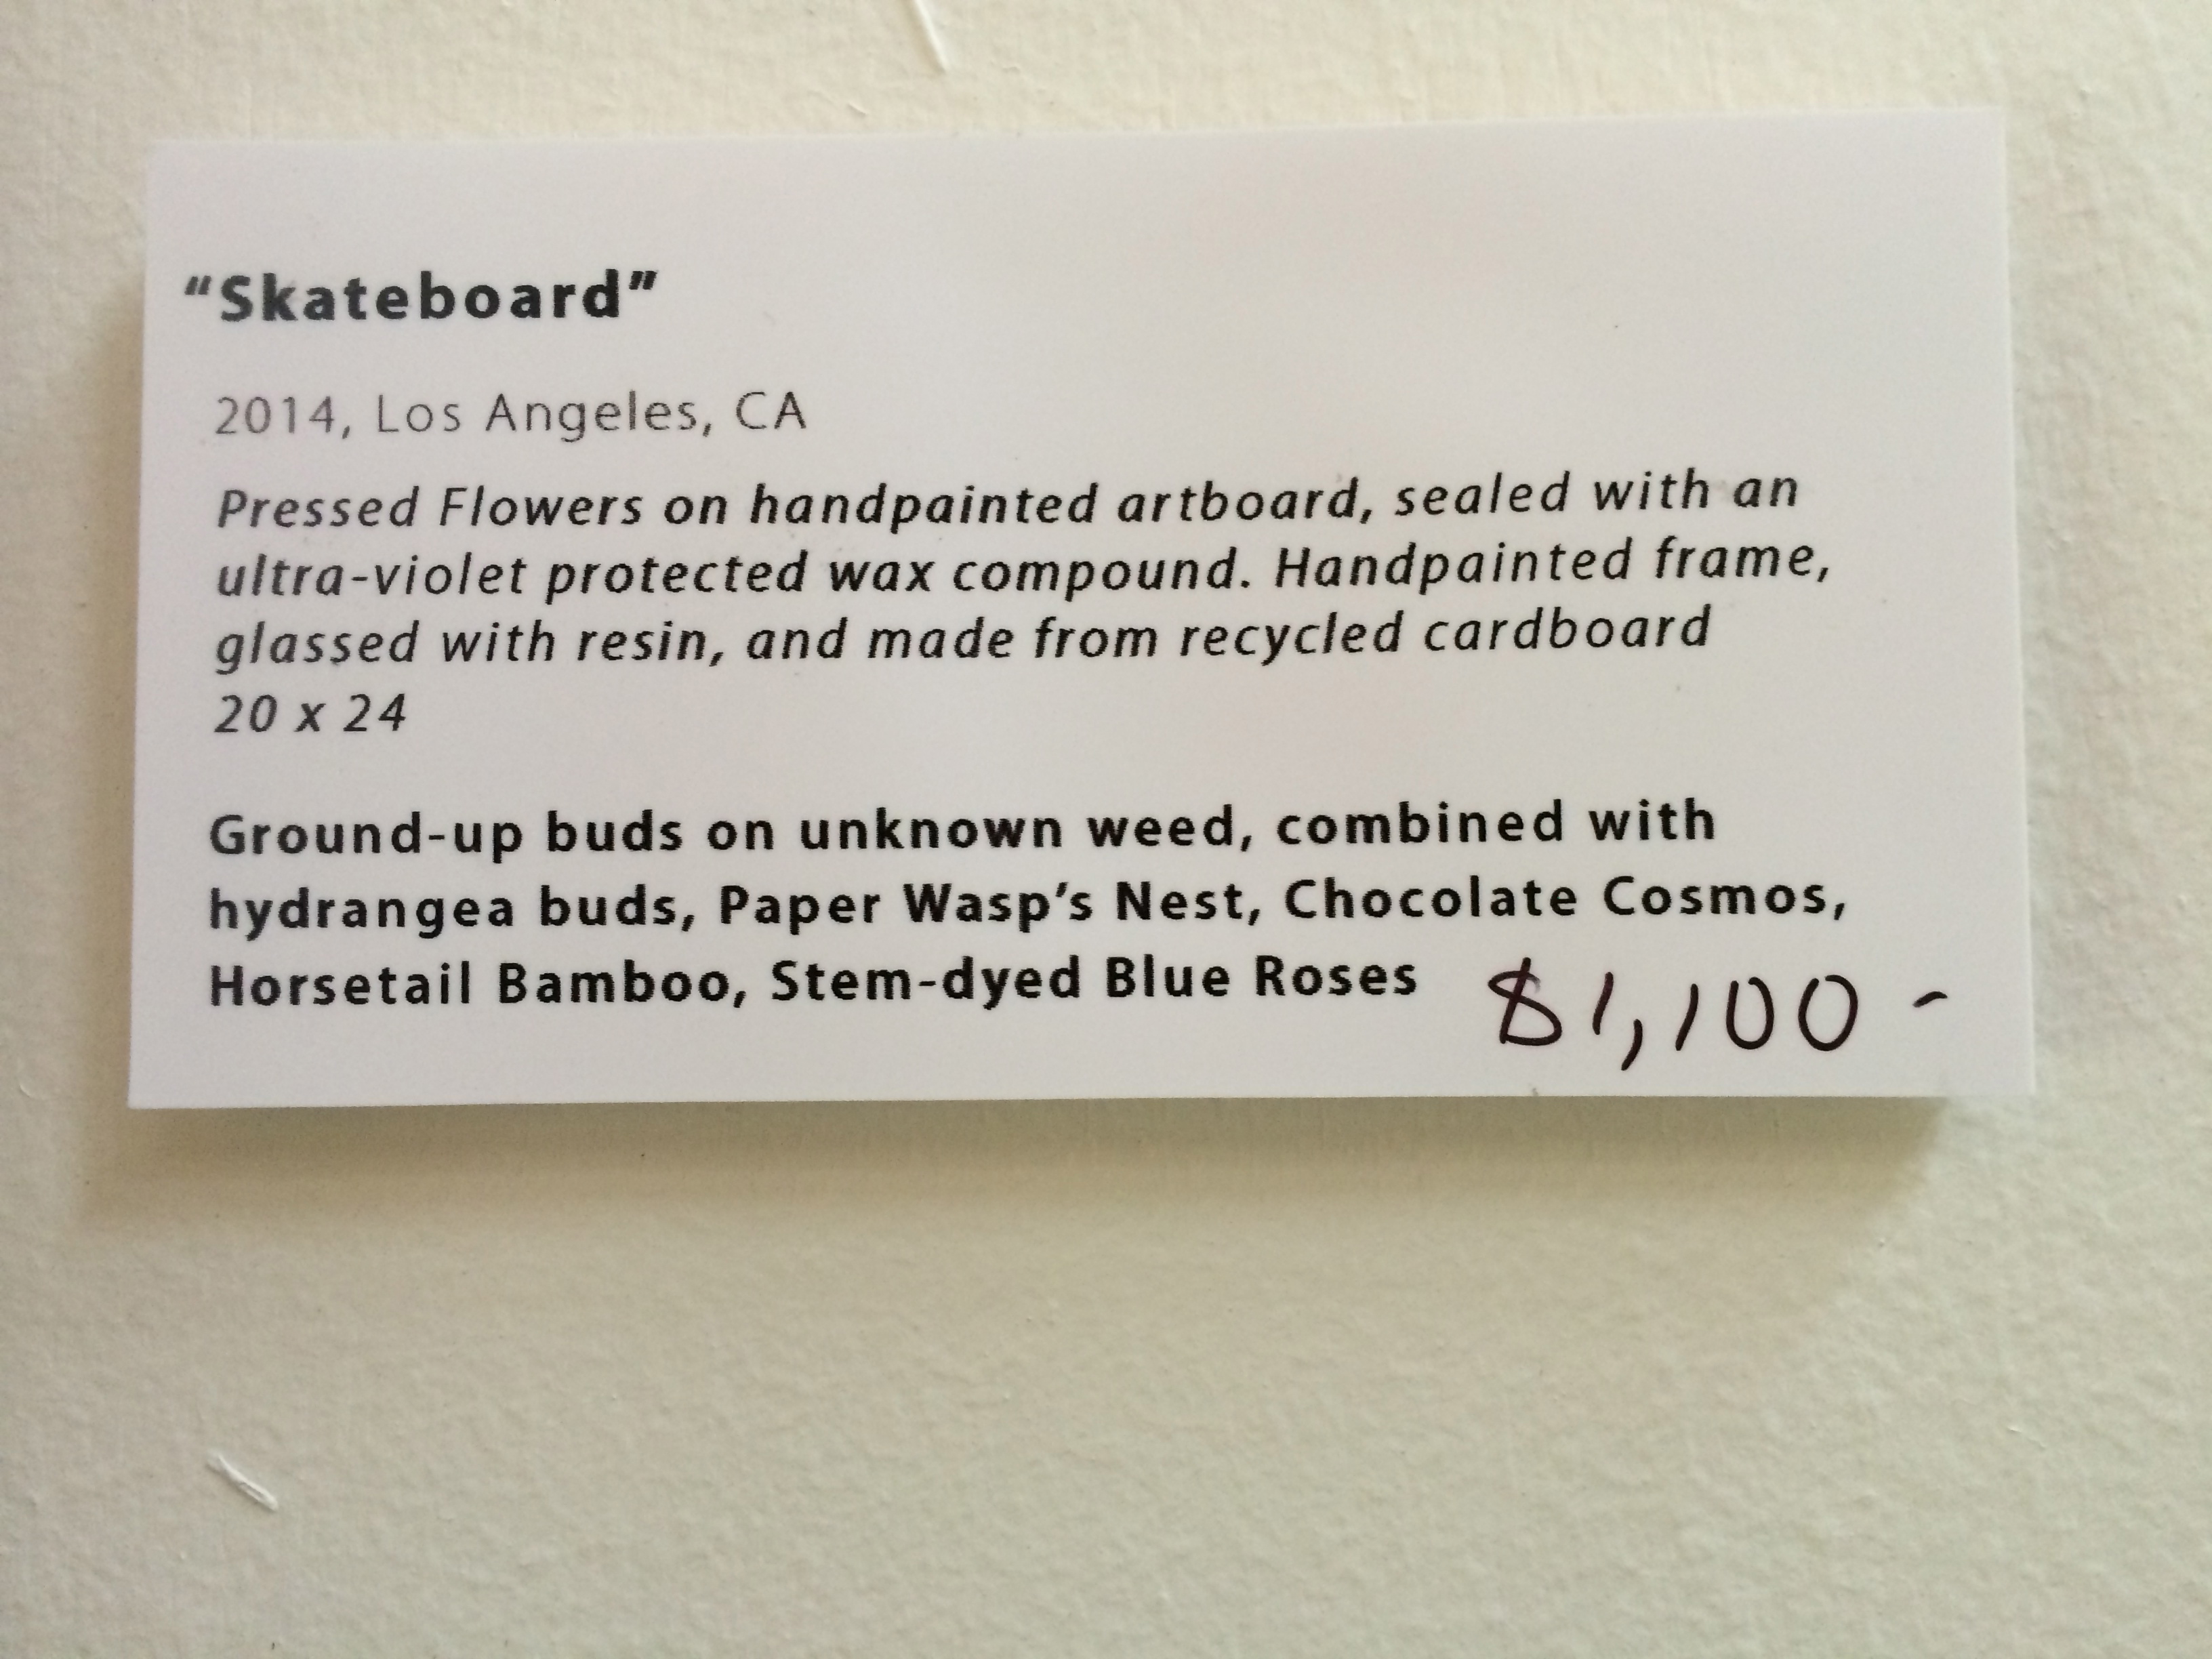 “Skateboard”
2014, Los Angeles, CA
Pressed Flowers on handpainted artboard, sealed with an
ultra-violet protected wax compound. Handpainted frame,
glassed with resin, and made from recycled cardboard
20 x 24
Ground-up buds on unknown weed, combined with
hydrangea buds, Paper Wasp’s Nest, Chocolate Cosmos,
Horsetail Bamboo, Stem-dyed Blue Roses $1,100 -